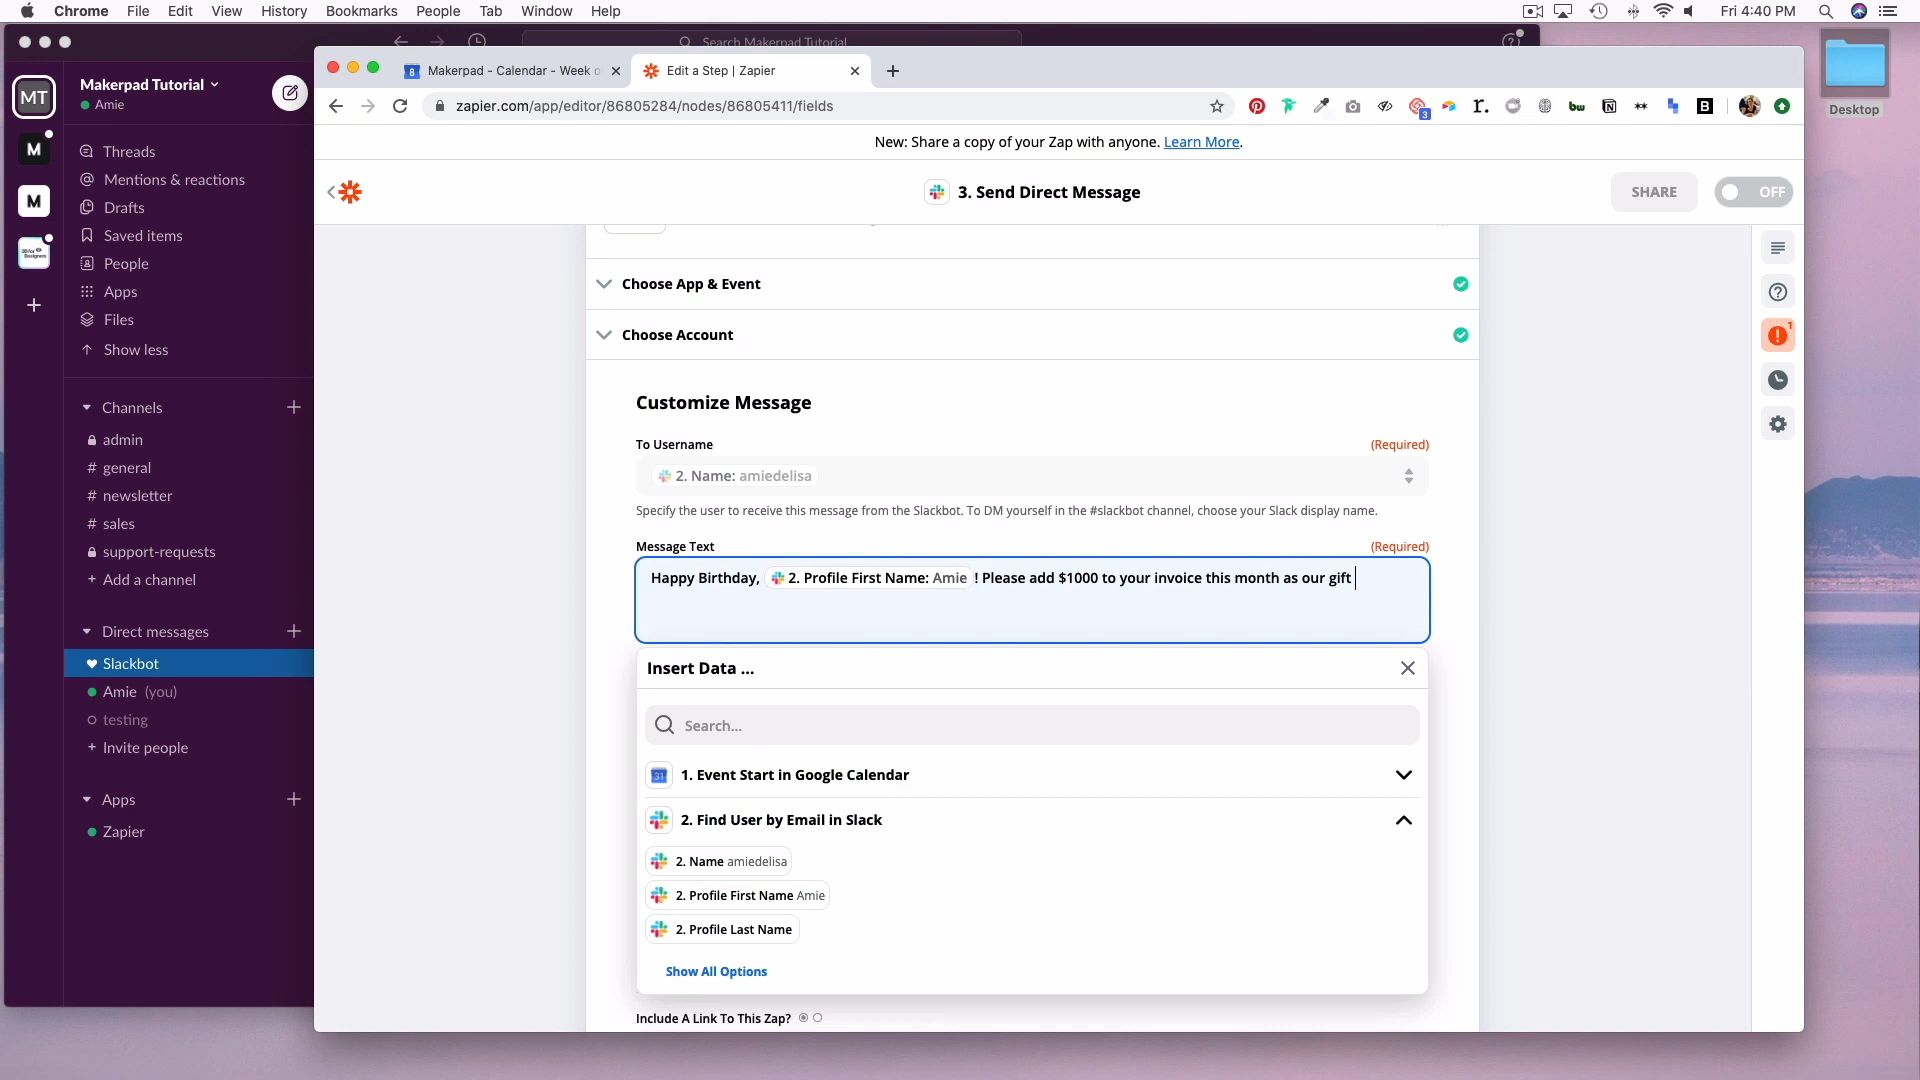 Chrome File Edit View History Bookmarks People Tab Window Help
Fri 4:40 PM
Search Makerpad Tutorial
Desktop
MT
M
M
Makerpad Tutorial
Amie
Threads
Mentions & reactions
Drafts
Saved items
People
Apps
Files
Show less
Channels
admin
# general
# newsletter
# sales
support-requests
+ Add a channel
Direct messages
Slackbot
Amie (you)
testing
+ Invite people
Apps
Zapier
Makerpad - Calendar - Week o
Edit a Step | Zapier
zapier.com/app/editor/86805284/nodes/86805411/fields
New: Share a copy of your Zap with anyone. Learn More.
3. Send Direct Message
SHARE
OFF
Choose App & Event
Choose Account
Customize Message
To Username (Required)
2. Name: amiedelisa
Specify the user to receive this message from the Slackbot. To DM yourself in the #slackbot channel, choose your Slack display name.
Message Text (Required)
Happy Birthday, 2. Profile First Name: Amie ! Please add $1000 to your invoice this month as our gift
Insert Data ...
Search...
31 1. Event Start in Google Calendar
2. Find User by Email in Slack
2. Name amiedelisa
2. Profile First Name Amie
2. Profile Last Name
Show All Options
Include A Link To This Zap?